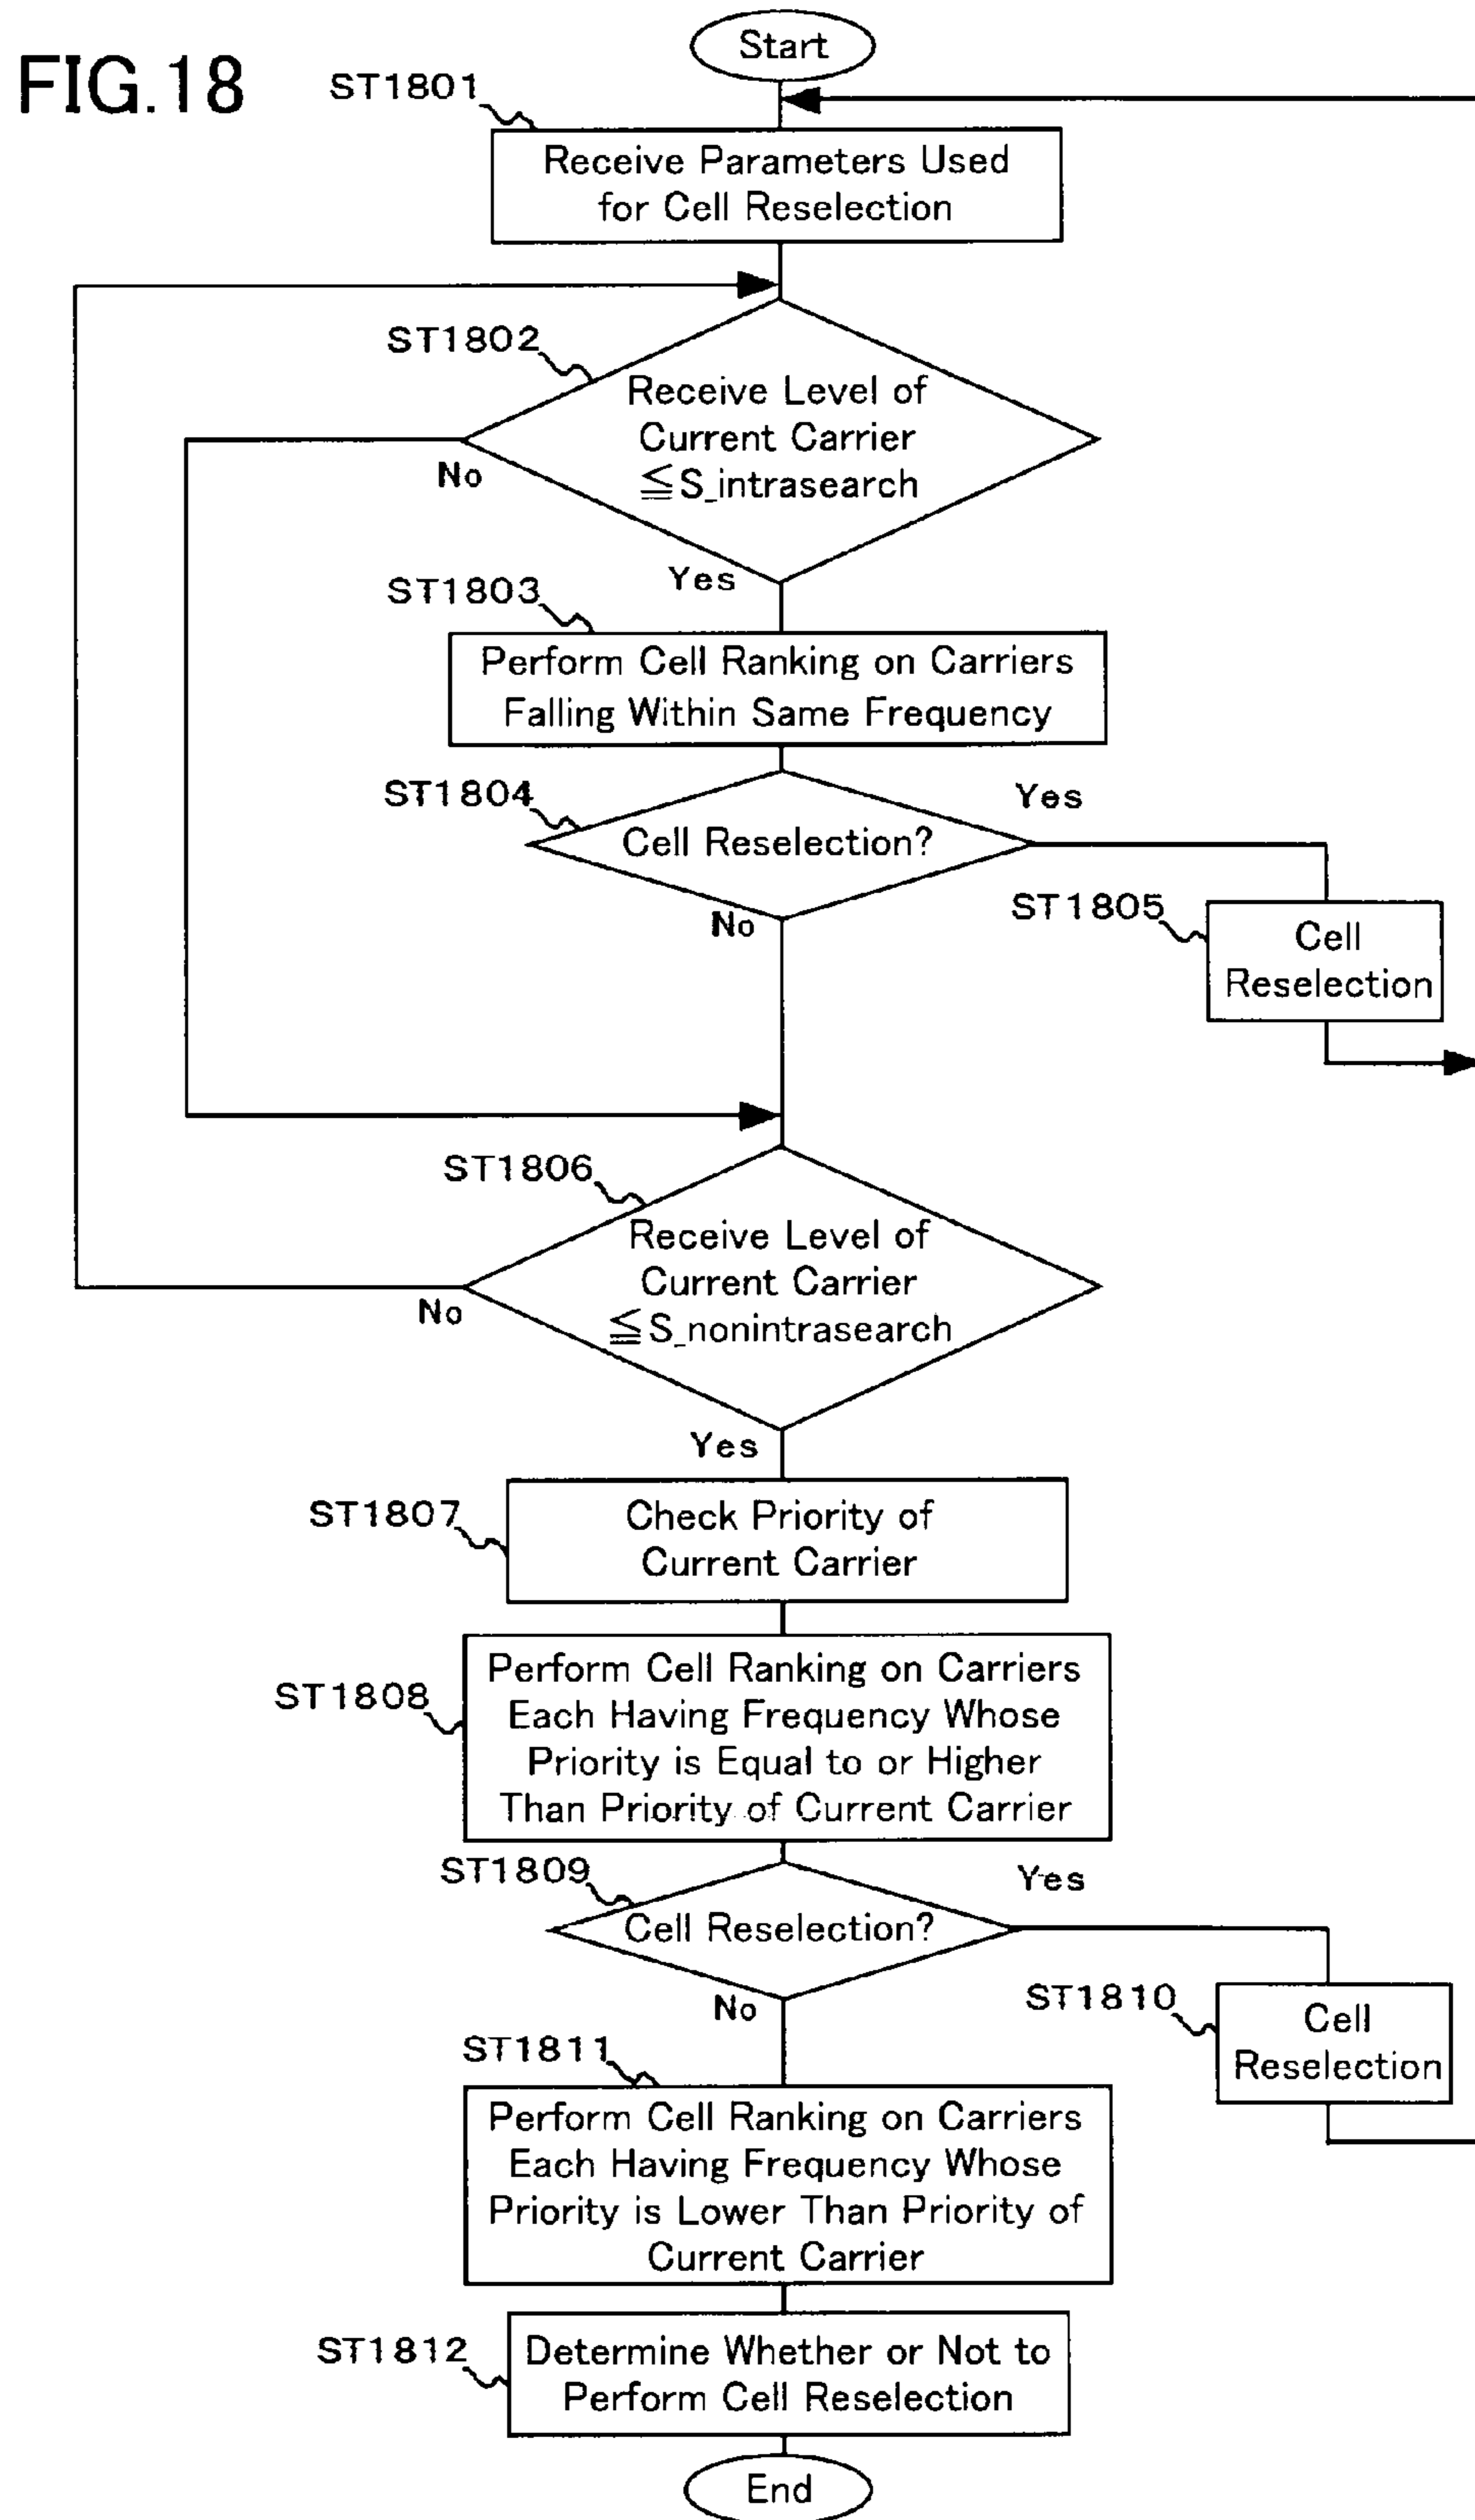 FIG.18
Start
ST1801
Receive Parameters Used
for Cell Reselection
ST1802
Receive Level of
Current Carrier
≦S_intrasearch
No
Yes
ST1803
Perform Cell Ranking on Carriers
Falling Within Same Frequency
ST1804
Cell Reselection?
Yes
No
ST1805
Cell
Reselection
ST1806
Receive Level of
Current Carrier
≦S_nonintrasearch
No
Yes
ST1807
Check Priority of
Current Carrier
ST1808
Perform Cell Ranking on Carriers
Each Having Frequency Whose
Priority is Equal to or Higher
Than Priority of Current Carrier
ST1809
Cell Reselection?
Yes
No
ST1810
Cell
Reselection
ST1811
Perform Cell Ranking on Carriers
Each Having Frequency Whose
Priority is Lower Than Priority of
Current Carrier
ST1812
Determine Whether or Not to
Perform Cell Reselection
End